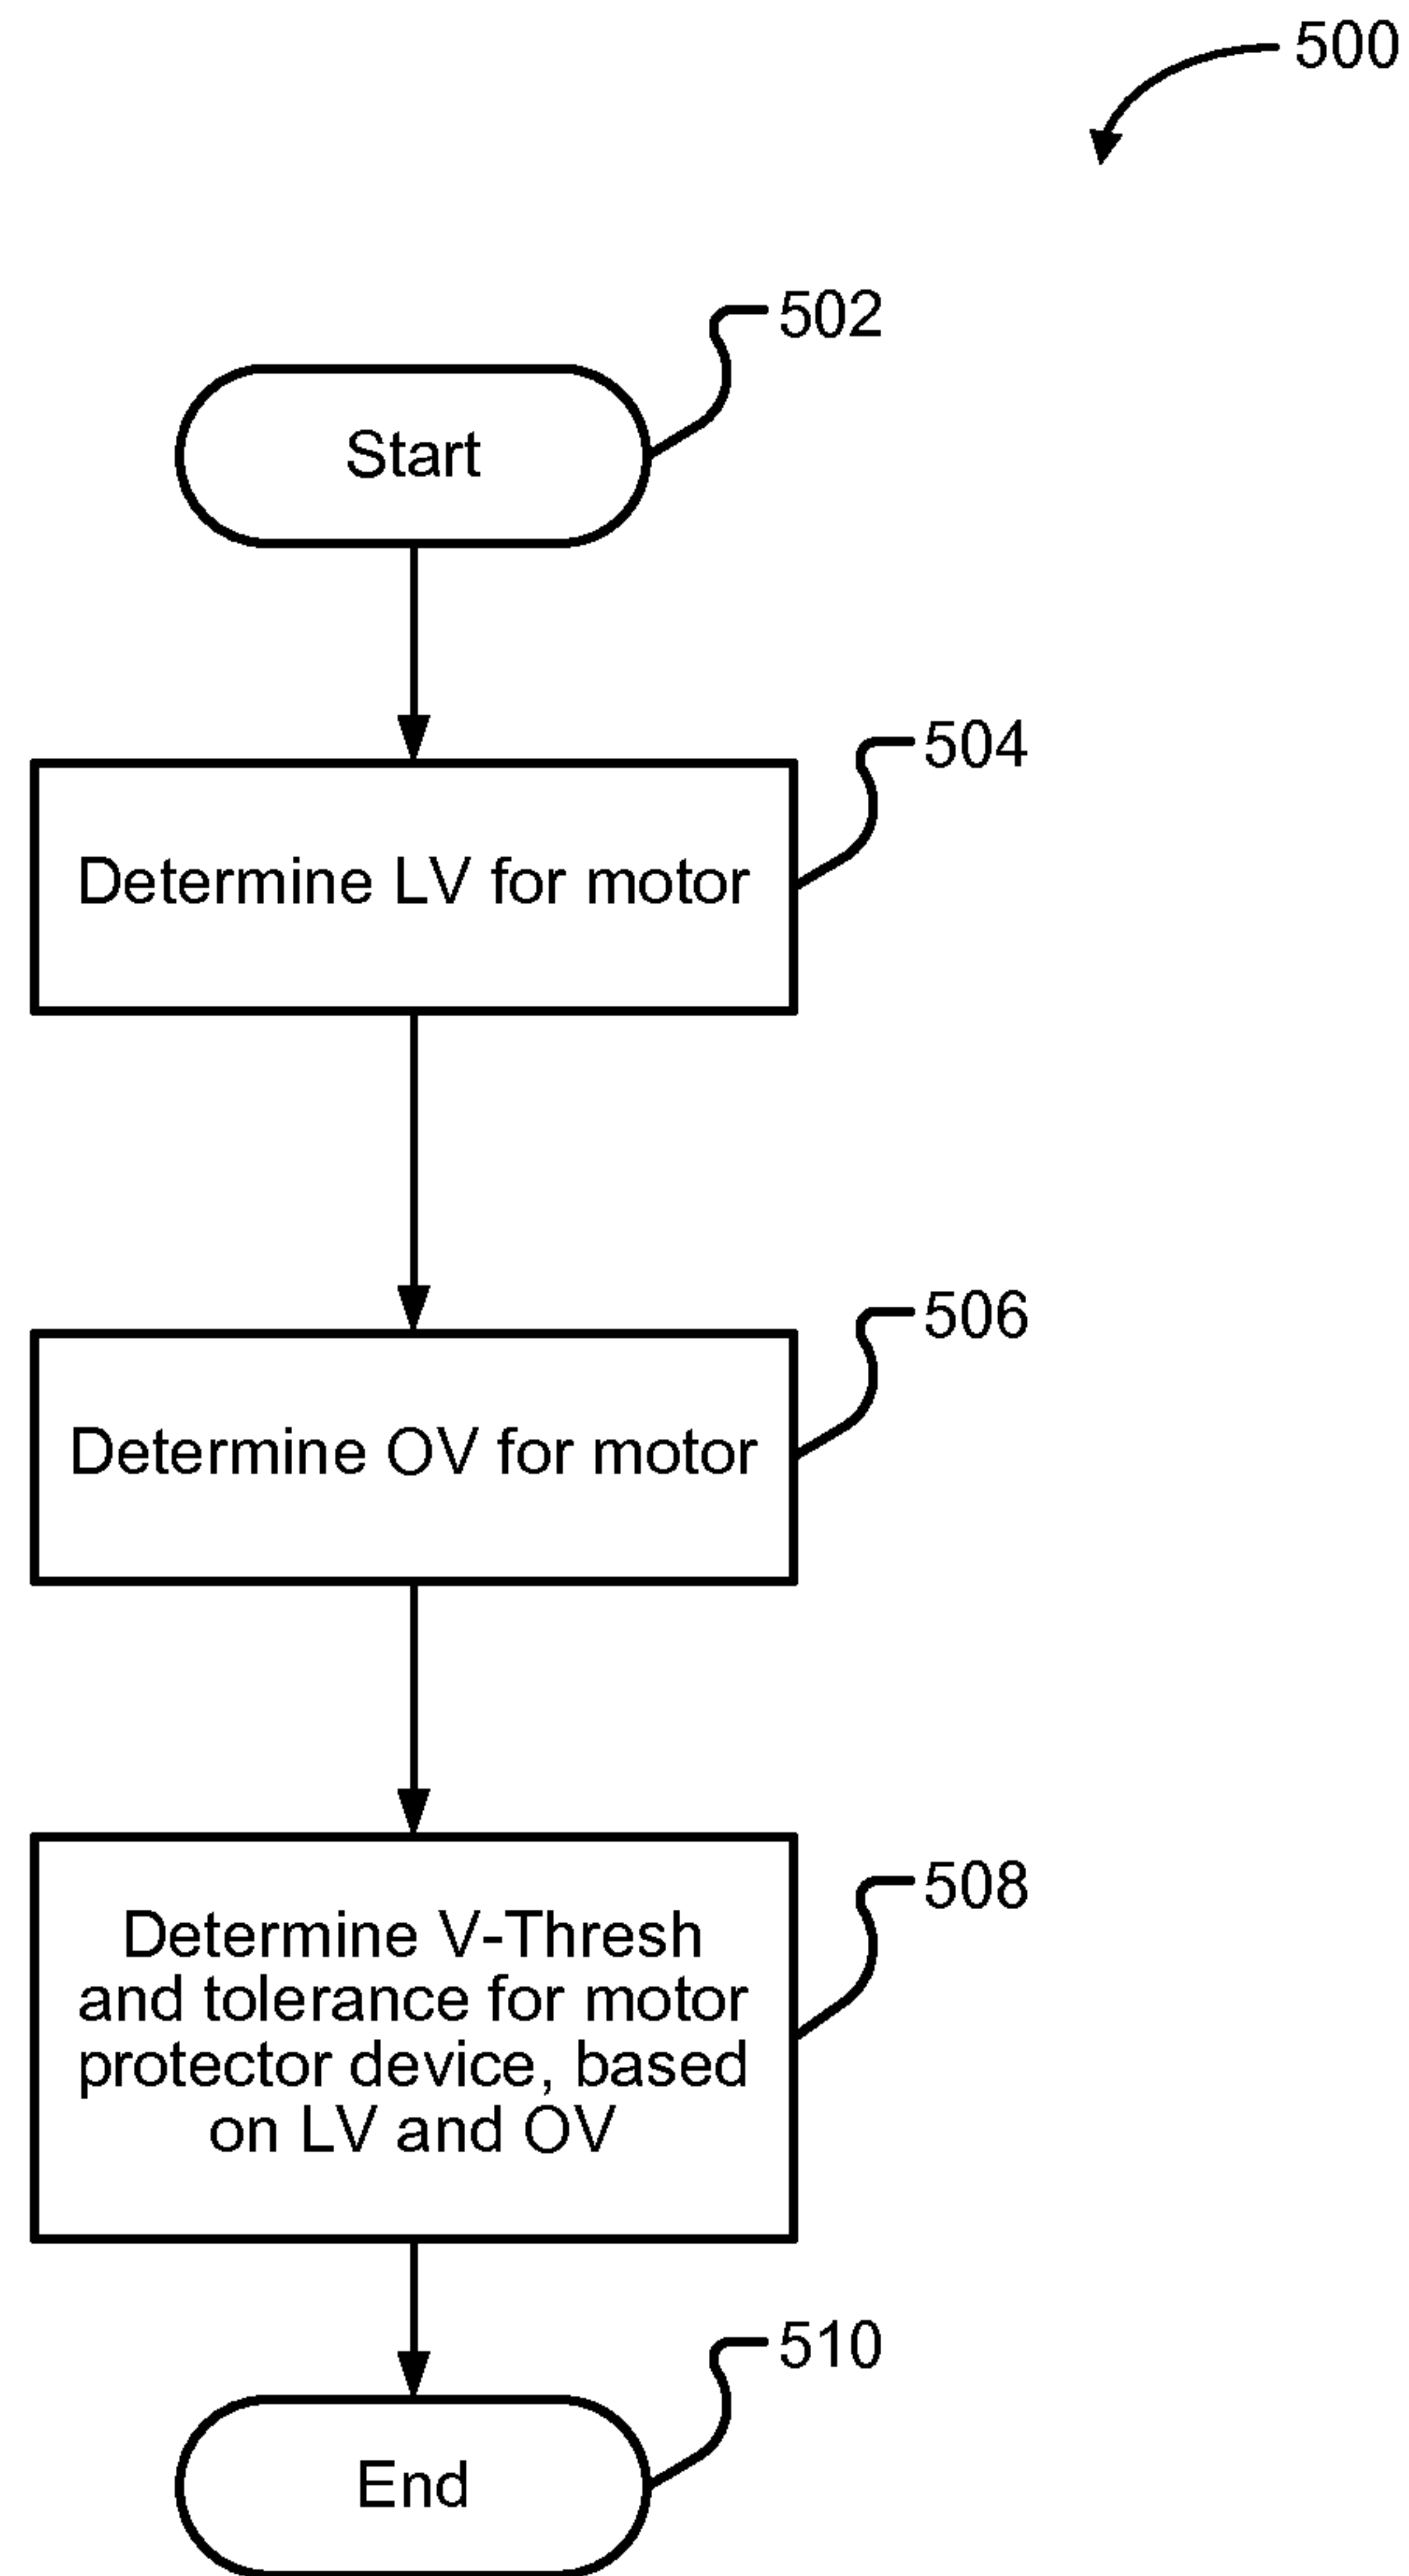 500
502
Start
504
Determine LV for motor
506
Determine OV for motor
508
Determine V-Thresh
and tolerance for motor
protector device, based
on LV and OV
510
End